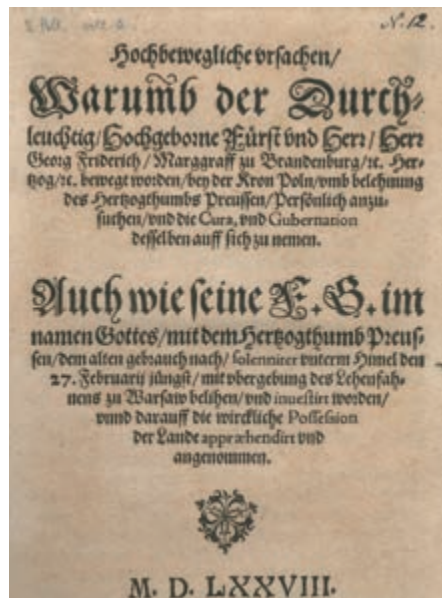 N. 12.
Hochbewegliche vrsachen/
Warumb der Durch-
leuchtig/Hochgeborne Fürst vnd Herr/Herr
Georg Friderich/Marggraff zu Brandenburg/ꝛc. Her-
tzog/ꝛc. bewegt worden/bey der Kron Poln/vmb belehnung
des Hertzogthumbs Preussen/Persönlich anzu-
suchen/vnd die Cura, vnd Gubernation
desselben auff sich zu nemen.
Auch wie seine F. G. im
namen Gottes/mit dem Hertzogthumb Preus-
sen/dem alten gebrauch nach/solenniter vnterm Himel den
27. Februarij jüngst/mit vbergebung des Lehenfah-
nens zu Warsaw belihen/vnd inuestirt worden/
vnnd darauff die wirckliche Possession
der Lande appræhendirt vnd
angenommen.
M. D. LXXVIII.